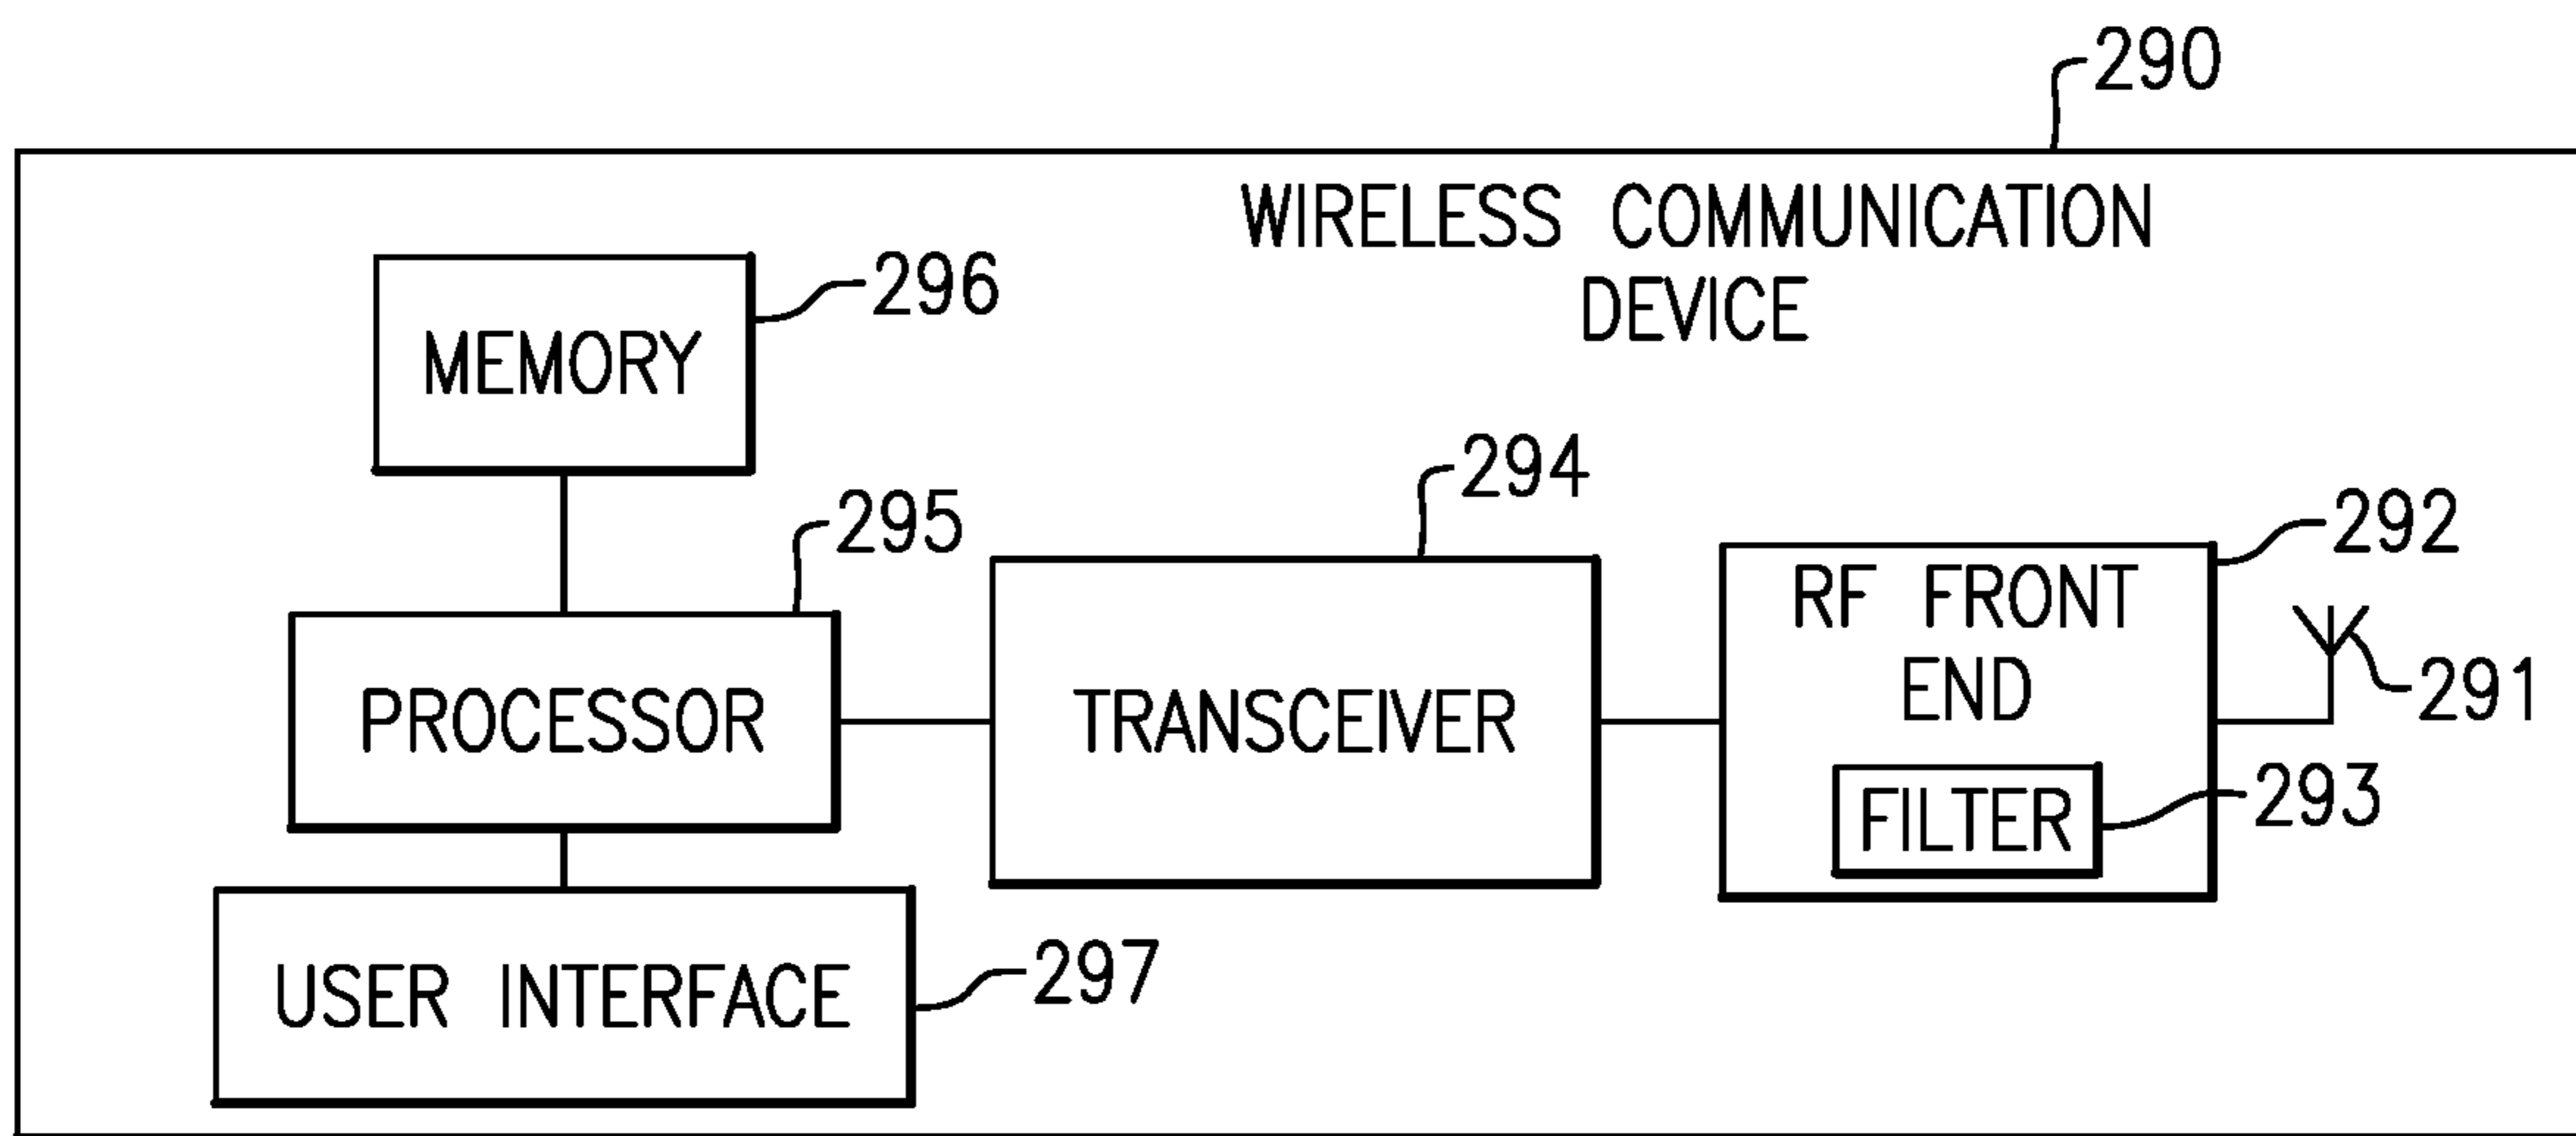 290
WIRELESS COMMUNICATION
DEVICE
MEMORY
296
295
294
292
PROCESSOR
TRANSCEIVER
RF FRONT
END
291
FILTER
293
USER INTERFACE
297